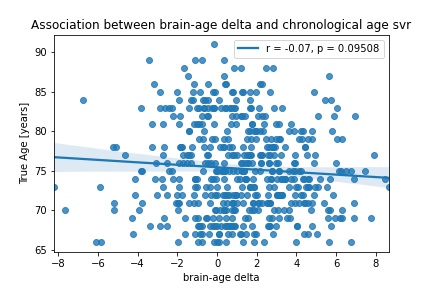 Association between brain-age delta and chronological age svr
r = -0.07, p = 0.09508
True Age [years]
90
85
80
75
70
65
−8 −6 −4 −2 0 2 4 6 8
brain-age delta